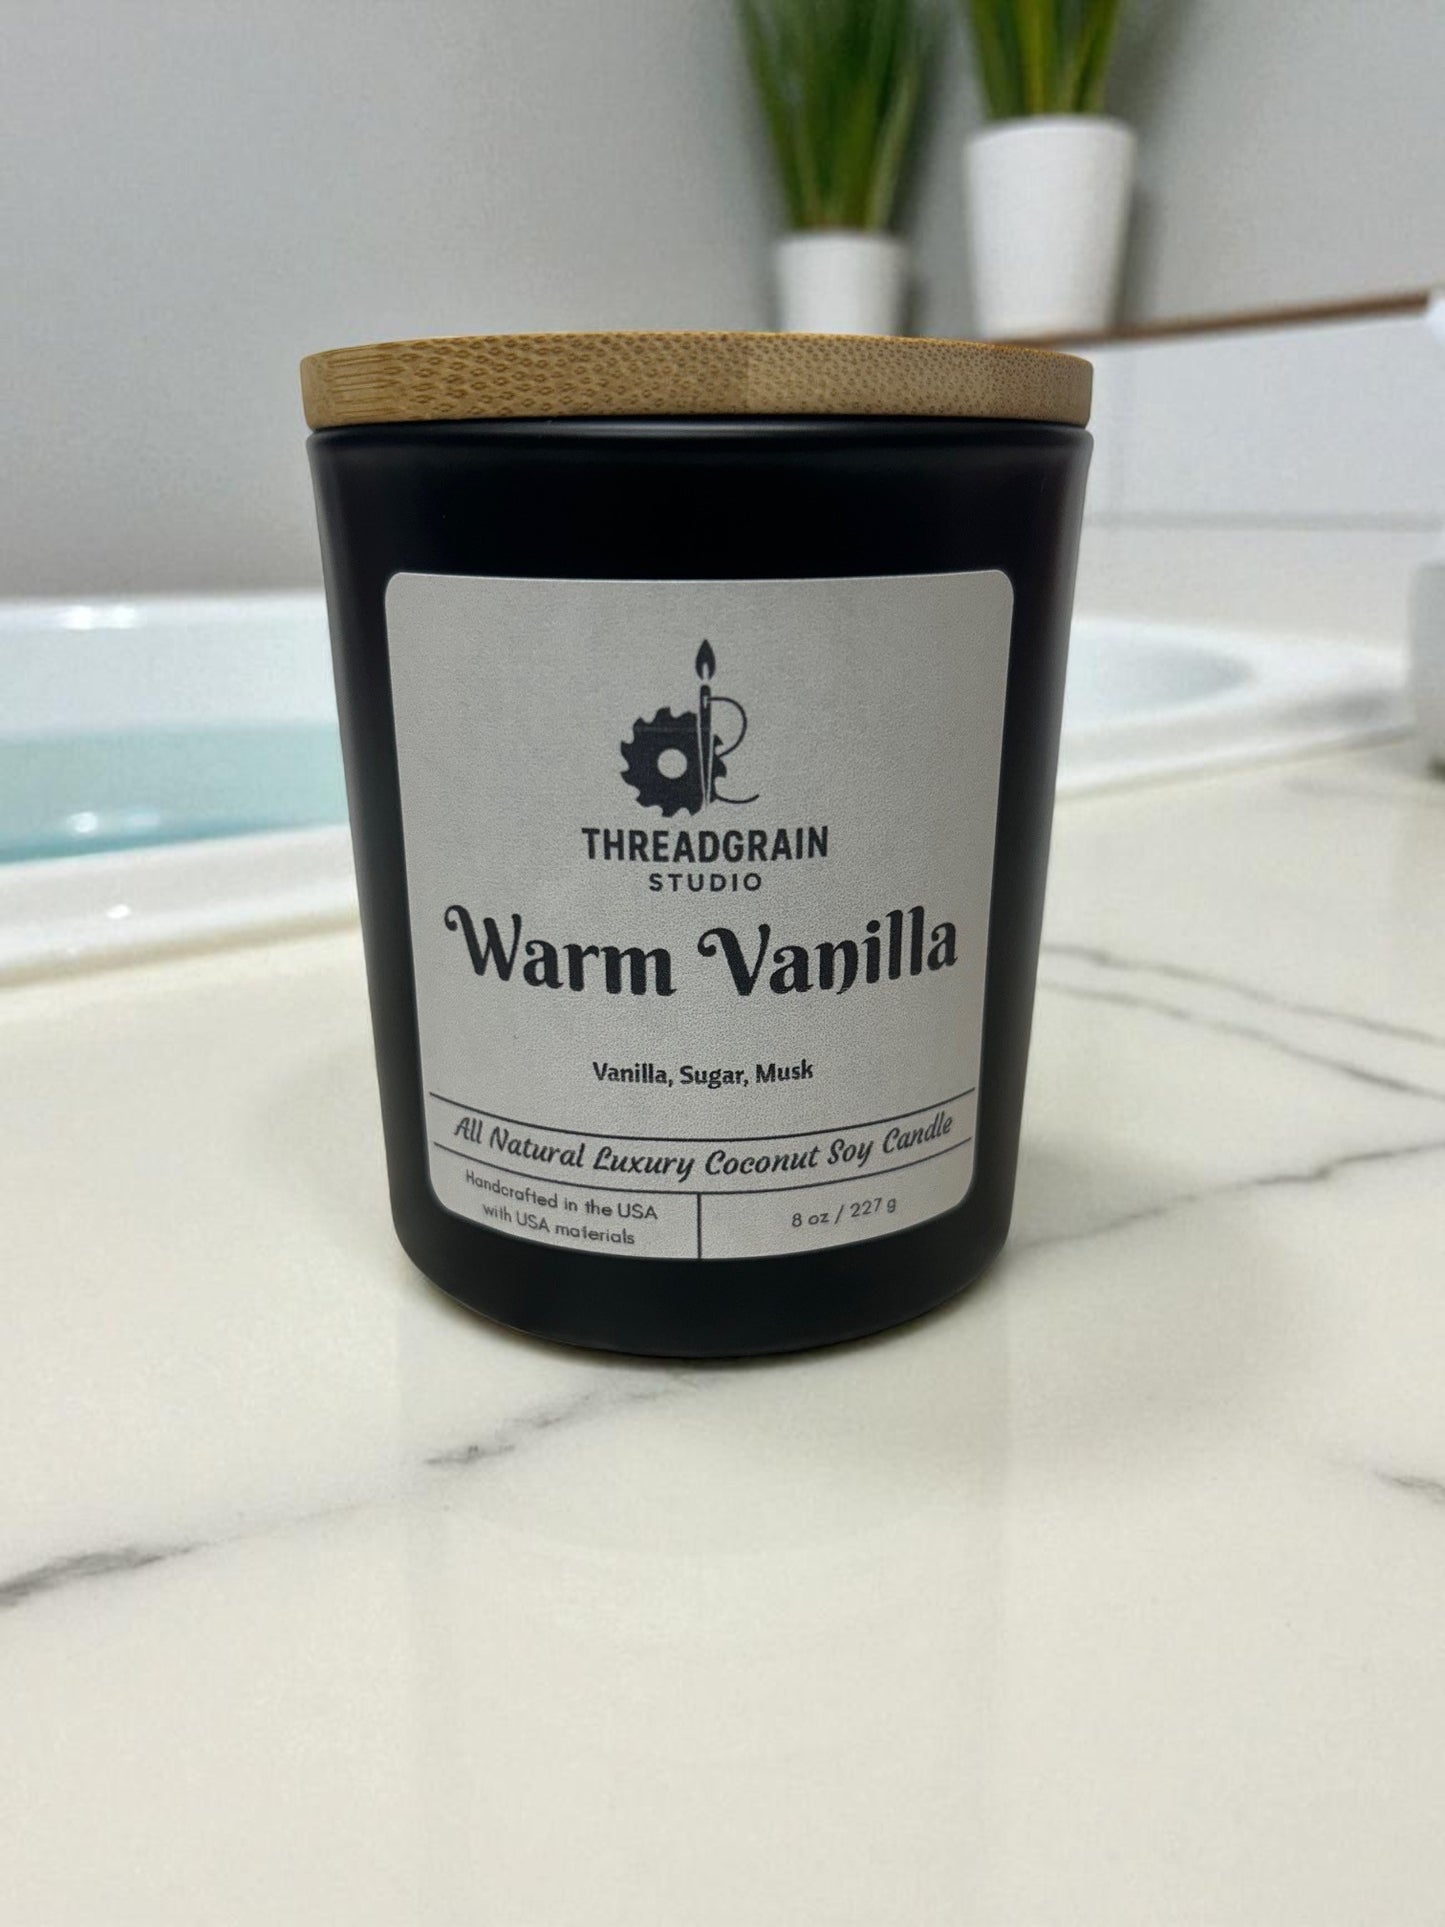 THREADGRAIN
STUDIO
Warm Vanilla
Vanilla, Sugar, Musk
All Natural Luxury Coconut Soy Candle
Handcrafted in the USA
with USA materials
8 oz / 227 g